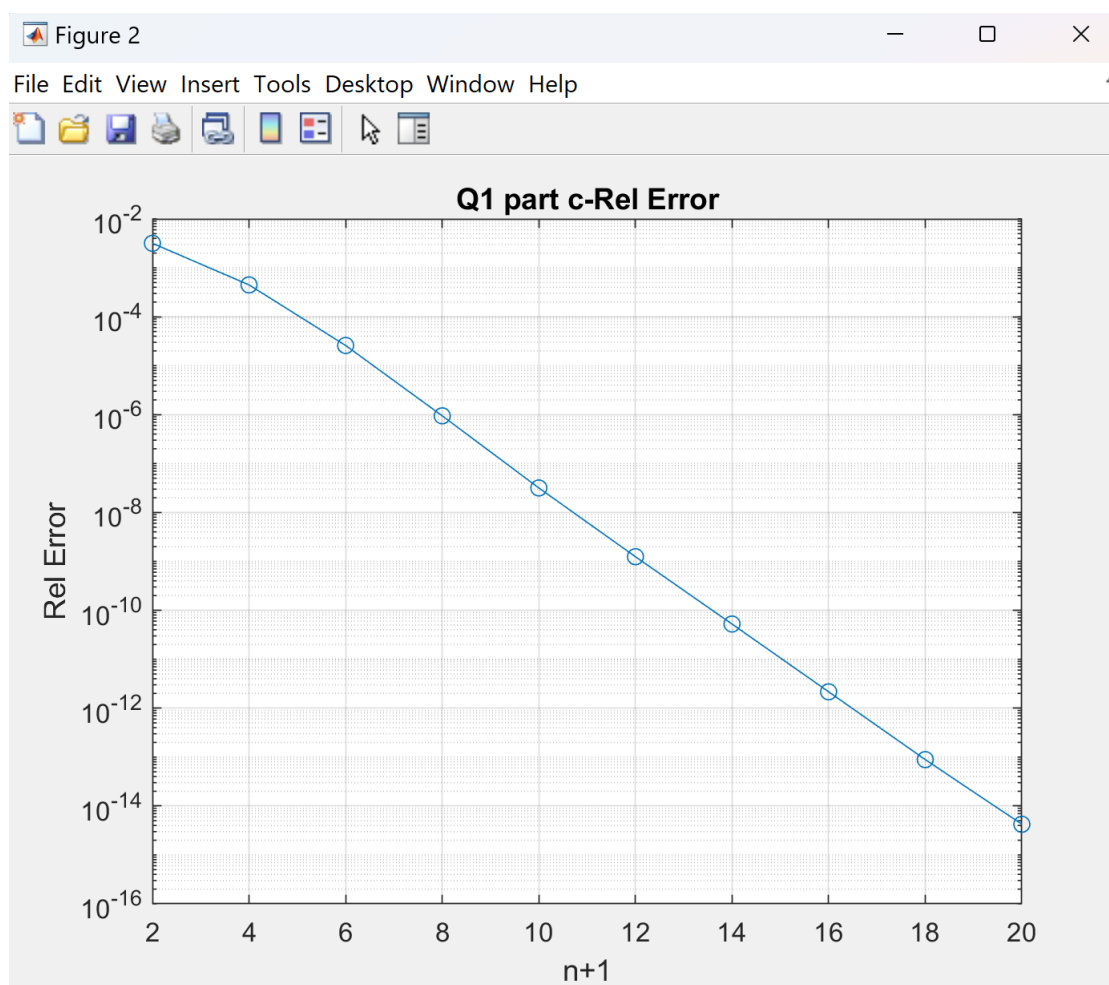 Figure 2
File Edit View Insert Tools Desktop Window Help
Q1 part c-Rel Error
10-2
10-4
10-6
10-8
10-10
10-12
10-14
10-16
Rel Error
2 4 6 8 10 12 14 16 18 20
n+1